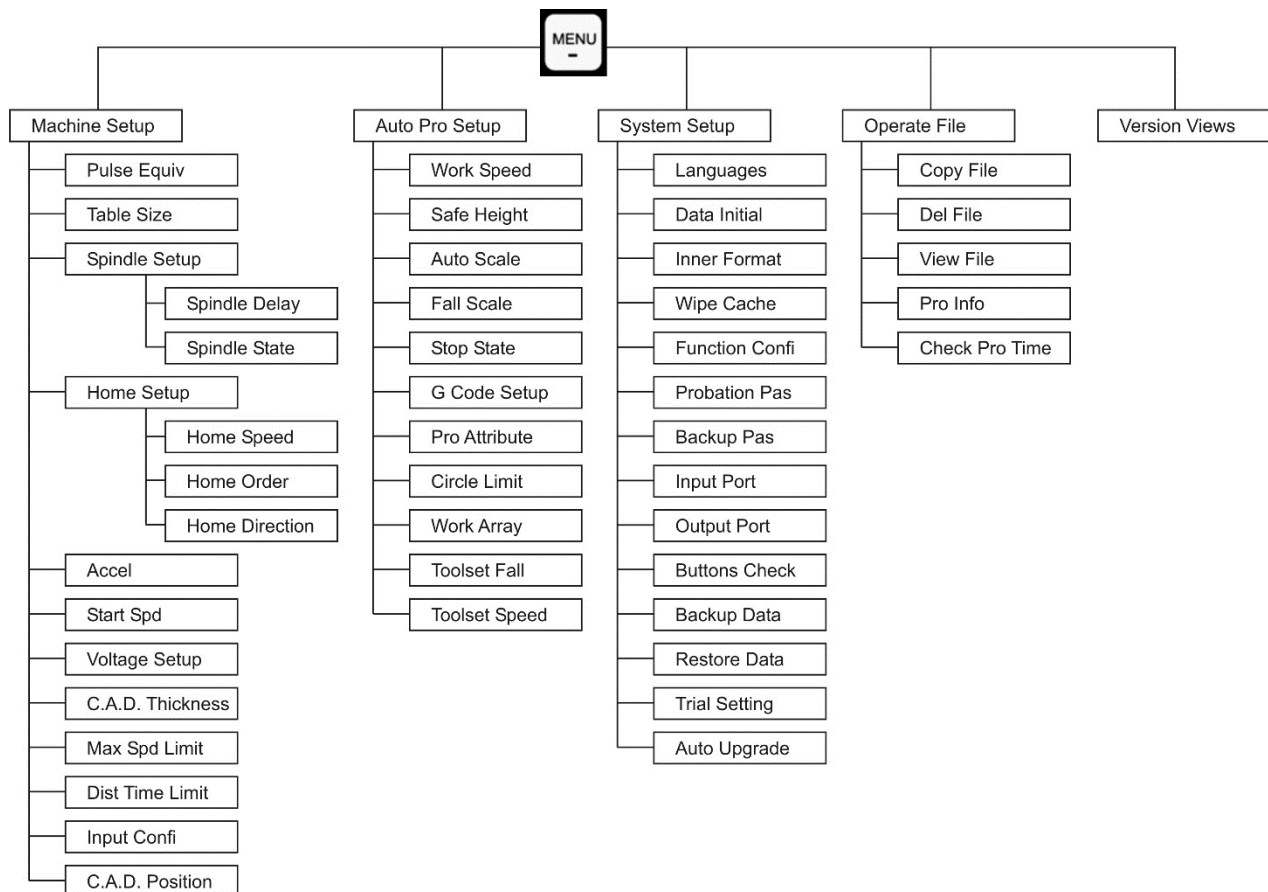 MENU
Machine Setup
Pulse Equiv
Table Size
Spindle Setup
Spindle Delay
Spindle State
Home Setup
Home Speed
Home Order
Home Direction
Accel
Start Spd
Voltage Setup
C.A.D. Thickness
Max Spd Limit
Dist Time Limit
Input Confi
C.A.D. Position
Auto Pro Setup
Work Speed
Safe Height
Auto Scale
Fall Scale
Stop State
G Code Setup
Pro Attribute
Circle Limit
Work Array
Toolset Fall
Toolset Speed
System Setup
Languages
Data Initial
Inner Format
Wipe Cache
Function Confi
Probation Pas
Backup Pas
Input Port
Output Port
Buttons Check
Backup Data
Restore Data
Trial Setting
Auto Upgrade
Operate File
Copy File
Del File
View File
Pro Info
Check Pro Time
Version Views